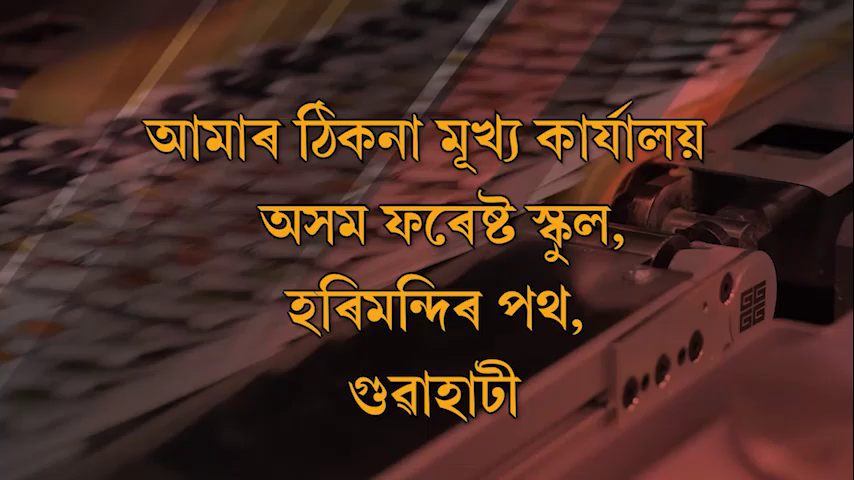 আমাৰ ঠিকনা মূখ্য কাৰ্যালয়
অসম ফৰেষ্ট স্কুল,
হৰিমন্দিৰ পথ,
গুৱাহাটী